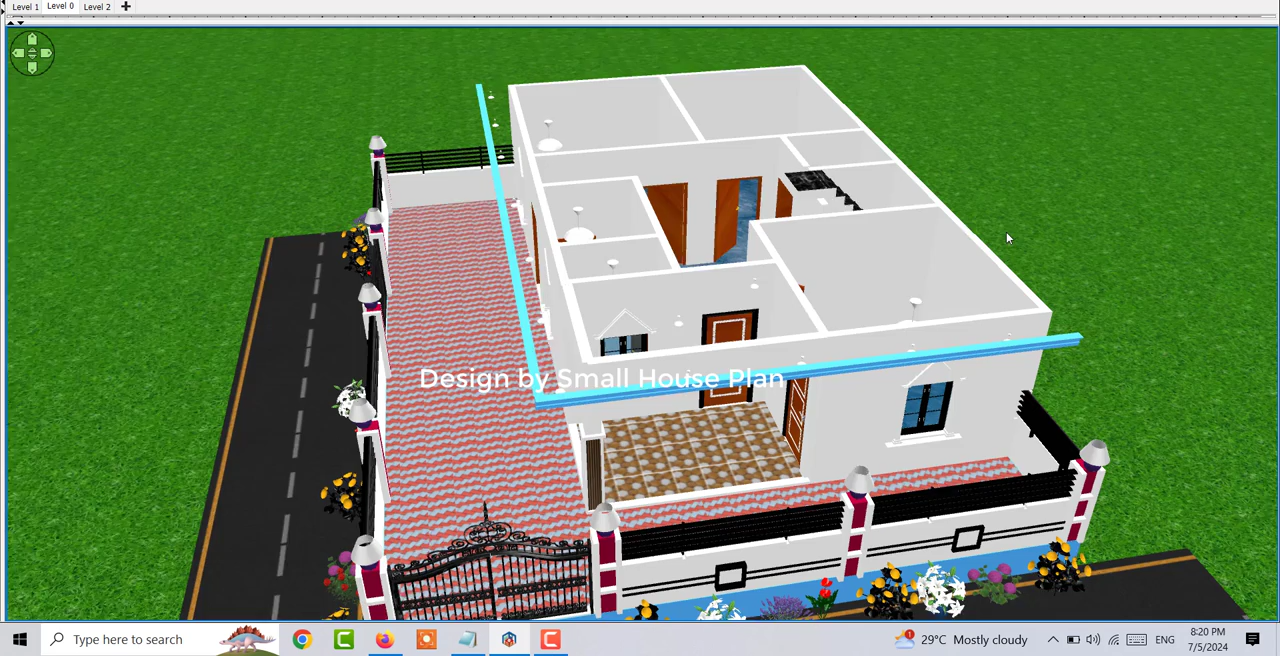 Level 1 Level 0 Level 2
Design by Small House Plan
Type here to search
29°C Mostly cloudy
ENG
8:20 PM
7/5/2024